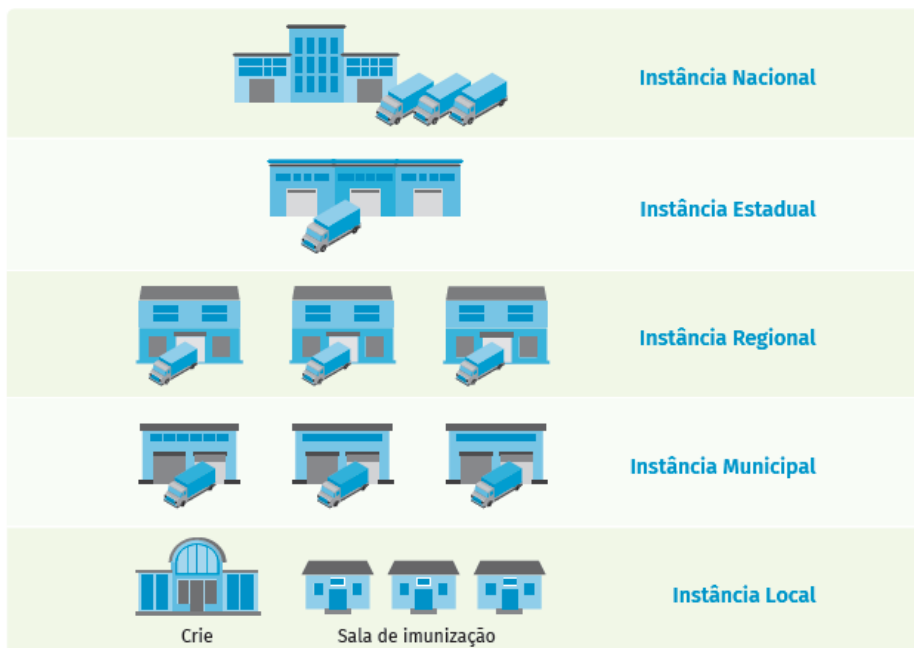 Instância Nacional
Instância Estadual
Instância Regional
Instância Municipal
Instância Local
Crie
Sala de imunização